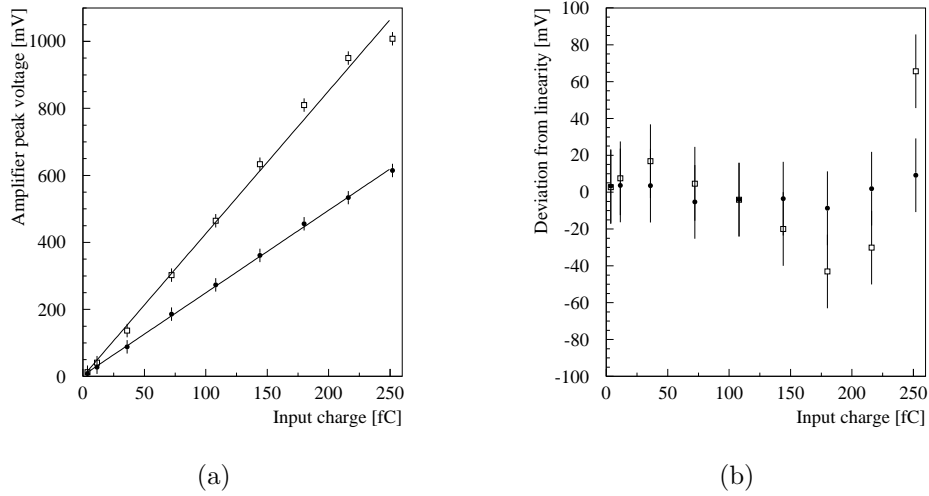 Amplifier peak voltage [mV]
1000
800
600
400
200
0
0 50 100 150 200 250
Input charge [fC]
(a)
Deviation from linearity [mV]
100
80
60
40
20
0
-20
-40
-60
-80
-100
0 50 100 150 200 250
Input charge [fC]
(b)